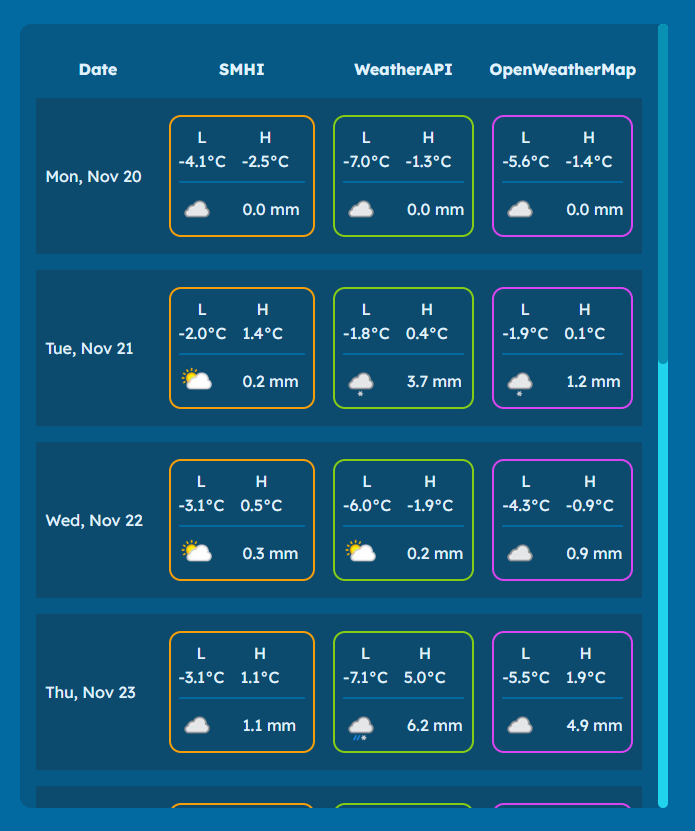 Date SMHI WeatherAPI OpenWeatherMap
L H L H L H
-4.1°C -2.5°C -7.0°C -1.3°C -5.6°C -1.4°C
Mon, Nov 20
0.0 mm 0.0 mm 0.0 mm
L H L H L H
-2.0°C 1.4°C -1.8°C 0.4°C -1.9°C 0.1°C
Tue, Nov 21
0.2 mm 3.7 mm 1.2 mm
L H L H L H
-3.1°C 0.5°C -6.0°C -1.9°C -4.3°C -0.9°C
Wed, Nov 22
0.3 mm 0.2 mm 0.9 mm
L H L H L H
-3.1°C 1.1°C -7.1°C 5.0°C -5.5°C 1.9°C
Thu, Nov 23
1.1 mm 6.2 mm 4.9 mm